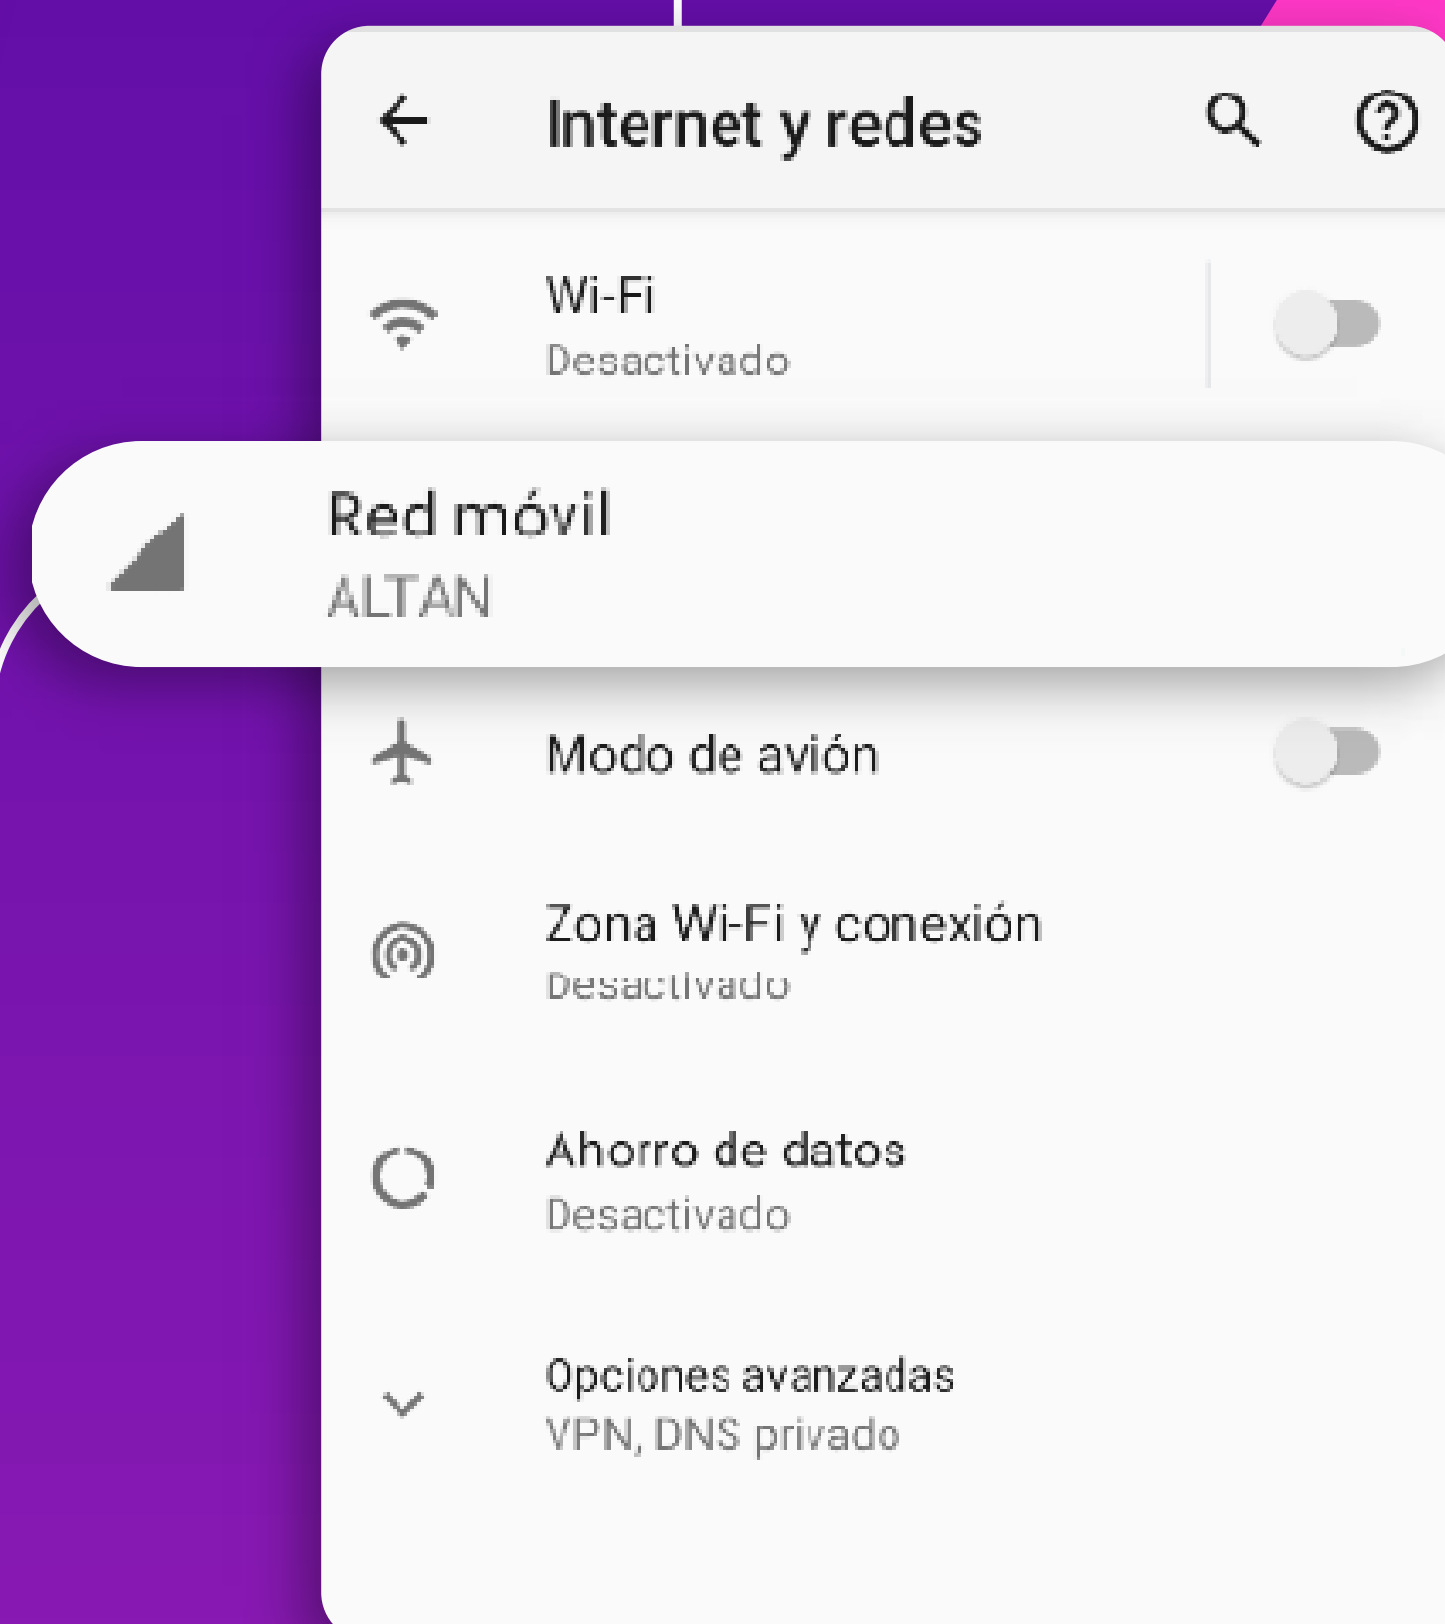 Internet y redes
Wi-Fi
Desactivado
Red móvil
ALTAN
Modo de avión
Zona Wi-Fi y conexión
Desactivado
Ahorro de datos
Desactivado
Opciones avanzadas
VPN, DNS privado